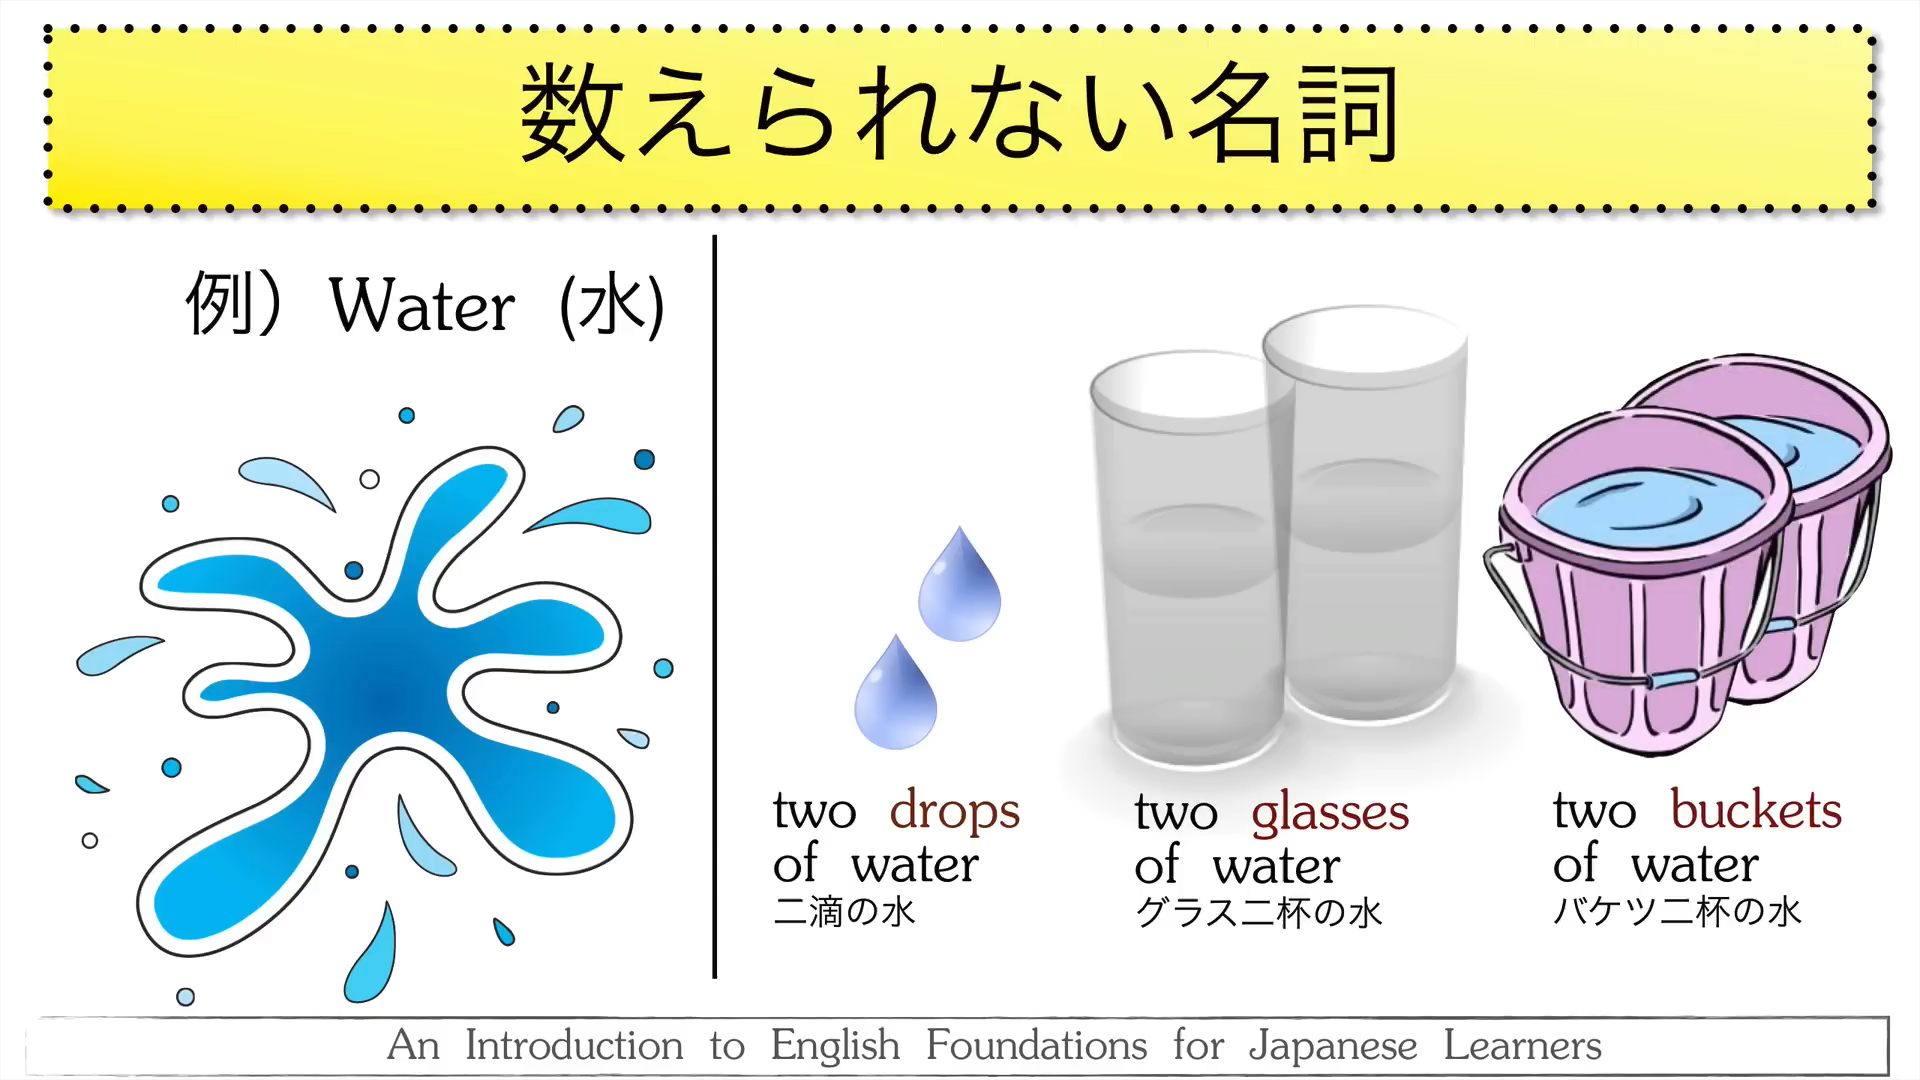 数えられない名詞
例）Water (水)
two drops
of water
二滴の水
two glasses
of water
グラス二杯の水
two buckets
of water
バケツ二杯の水
An Introduction to English Foundations for Japanese Learners